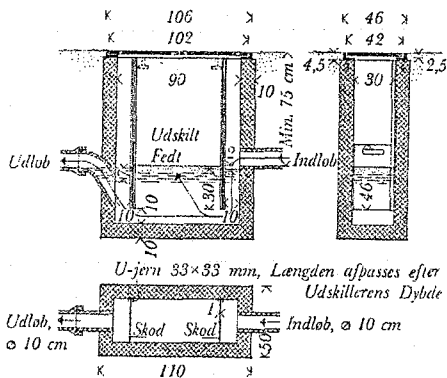 106
102
46
42
4,5
2,5
90
10
30
Min. 75 cm
Udskilt
Fedt
Udløb
Indløb
30
46
10
10
10
10
U-jern 33×33 mm, Længden afpasses efter
Udskillerens Dybde
Udløb,
ø 10 cm
Skod
Skod
1
Indløb, ø 10 cm
50
110